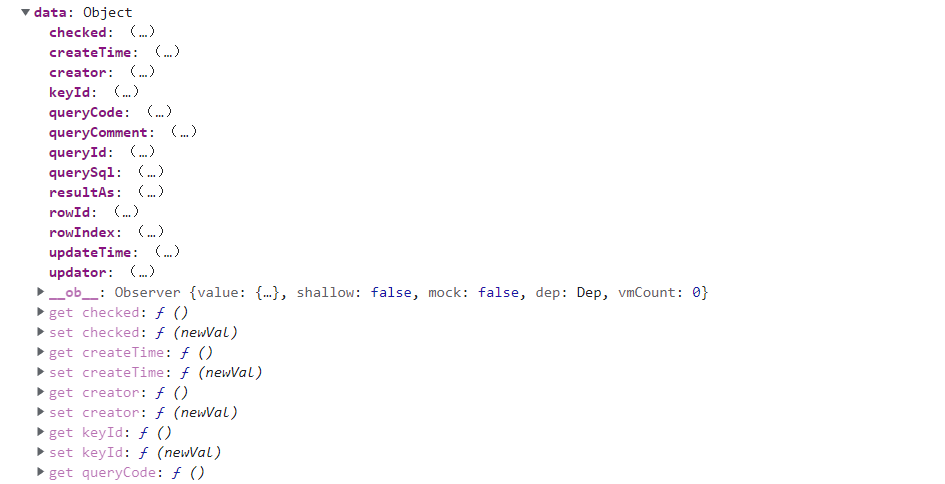 data: Object
checked: (…)
createTime: (…)
creator: (…)
keyId: (…)
queryCode: (…)
queryComment: (…)
queryId: (…)
querySql: (…)
resultAs: (…)
rowId: (…)
rowIndex: (…)
updateTime: (…)
updator: (…)
__ob__: Observer {value: {…}, shallow: false, mock: false, dep: Dep, vmCount: 0}
get checked: ƒ ()
set checked: ƒ (newVal)
get createTime: ƒ ()
set createTime: ƒ (newVal)
get creator: ƒ ()
set creator: ƒ (newVal)
get keyId: ƒ ()
set keyId: ƒ (newVal)
get queryCode: ƒ ()